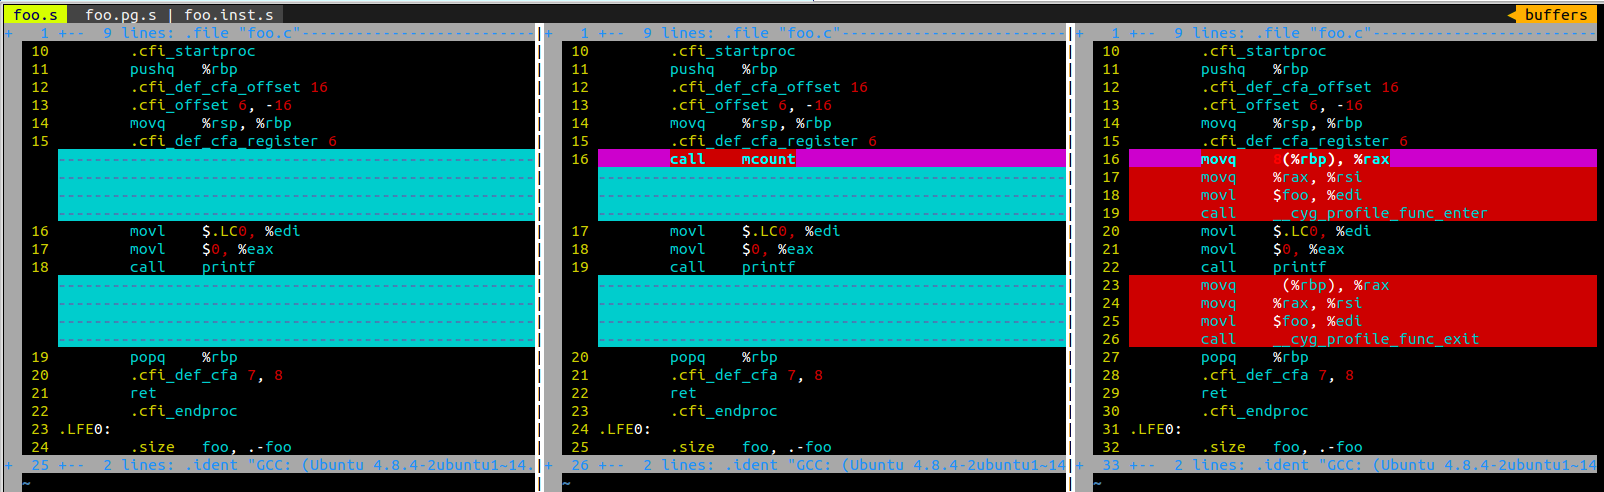 foo.s foo.pg.s | foo.inst.s buffers
+ 1 +-- 9 lines: .file "foo.c"--------------------------
10 .cfi_startproc
11 pushq %rbp
12 .cfi_def_cfa_offset 16
13 .cfi_offset 6, -16
14 movq %rsp, %rbp
15 .cfi_def_cfa_register 6
16 movl $.LC0, %edi
17 movl $0, %eax
18 call printf
19 popq %rbp
20 .cfi_def_cfa 7, 8
21 ret
22 .cfi_endproc
23 .LFE0:
24 .size foo, .-foo
+ 25 +-- 2 lines: .ident "GCC: (Ubuntu 4.8.4-2ubuntu1~14.
~
+ 1 +-- 9 lines: .file "foo.c"-------------------------
10 .cfi_startproc
11 pushq %rbp
12 .cfi_def_cfa_offset 16
13 .cfi_offset 6, -16
14 movq %rsp, %rbp
15 .cfi_def_cfa_register 6
16 call mcount
17 movl $.LC0, %edi
18 movl $0, %eax
19 call printf
20 popq %rbp
21 .cfi_def_cfa 7, 8
22 ret
23 .cfi_endproc
24 .LFE0:
25 .size foo, .-foo
+ 26 +-- 2 lines: .ident "GCC: (Ubuntu 4.8.4-2ubuntu1~14
~
+ 1 +-- 9 lines: .file "foo.c"-------------------------
10 .cfi_startproc
11 pushq %rbp
12 .cfi_def_cfa_offset 16
13 .cfi_offset 6, -16
14 movq %rsp, %rbp
15 .cfi_def_cfa_register 6
16 movq (%rbp), %rax
17 movq %rax, %rsi
18 movl $foo, %edi
19 call __cyg_profile_func_enter
20 movl $.LC0, %edi
21 movl $0, %eax
22 call printf
23 movq (%rbp), %rax
24 movq %rax, %rsi
25 movl $foo, %edi
26 call __cyg_profile_func_exit
27 popq %rbp
28 .cfi_def_cfa 7, 8
29 ret
30 .cfi_endproc
31 .LFE0:
32 .size foo, .-foo
+ 33 +-- 2 lines: .ident "GCC: (Ubuntu 4.8.4-2ubuntu1~14
~